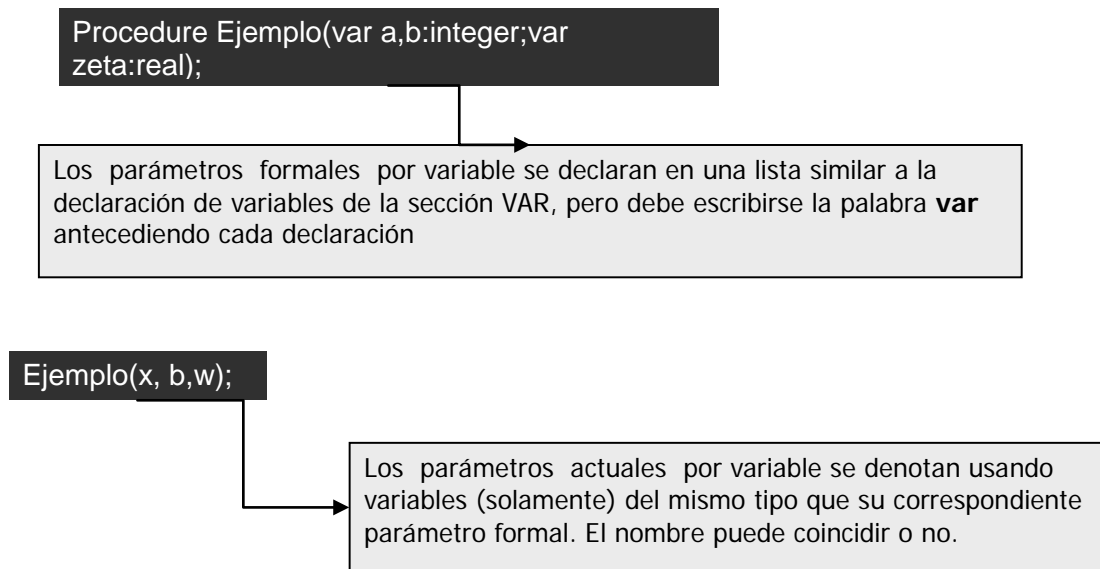 Procedure Ejemplo(var a,b:integer;var
zeta:real);
Los parámetros formales por variable se declaran en una lista similar a la
declaración de variables de la sección VAR, pero debe escribirse la palabra var
antecediendo cada declaración
Ejemplo(x, b,w);
Los parámetros actuales por variable se denotan usando
variables (solamente) del mismo tipo que su correspondiente
parámetro formal. El nombre puede coincidir o no.